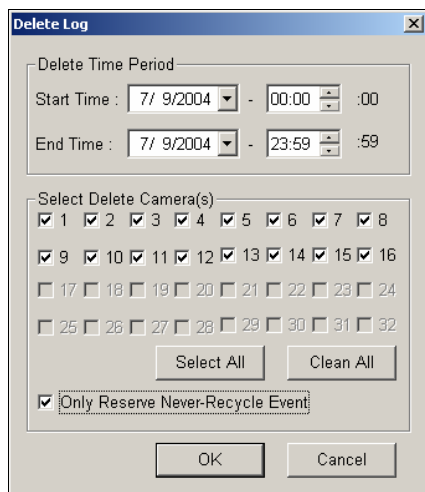 Delete Log
Delete Time Period
Start Time : 7/ 9/2004 - 00:00 :00
End Time : 7/ 9/2004 - 23:59 :59
Select Delete Camera(s)
1 2 3 4 5 6 7 8
9 10 11 12 13 14 15 16
17 18 19 20 21 22 23 24
25 26 27 28 29 30 31 32
Select All Clean All
Only Reserve Never-Recycle Event
OK Cancel